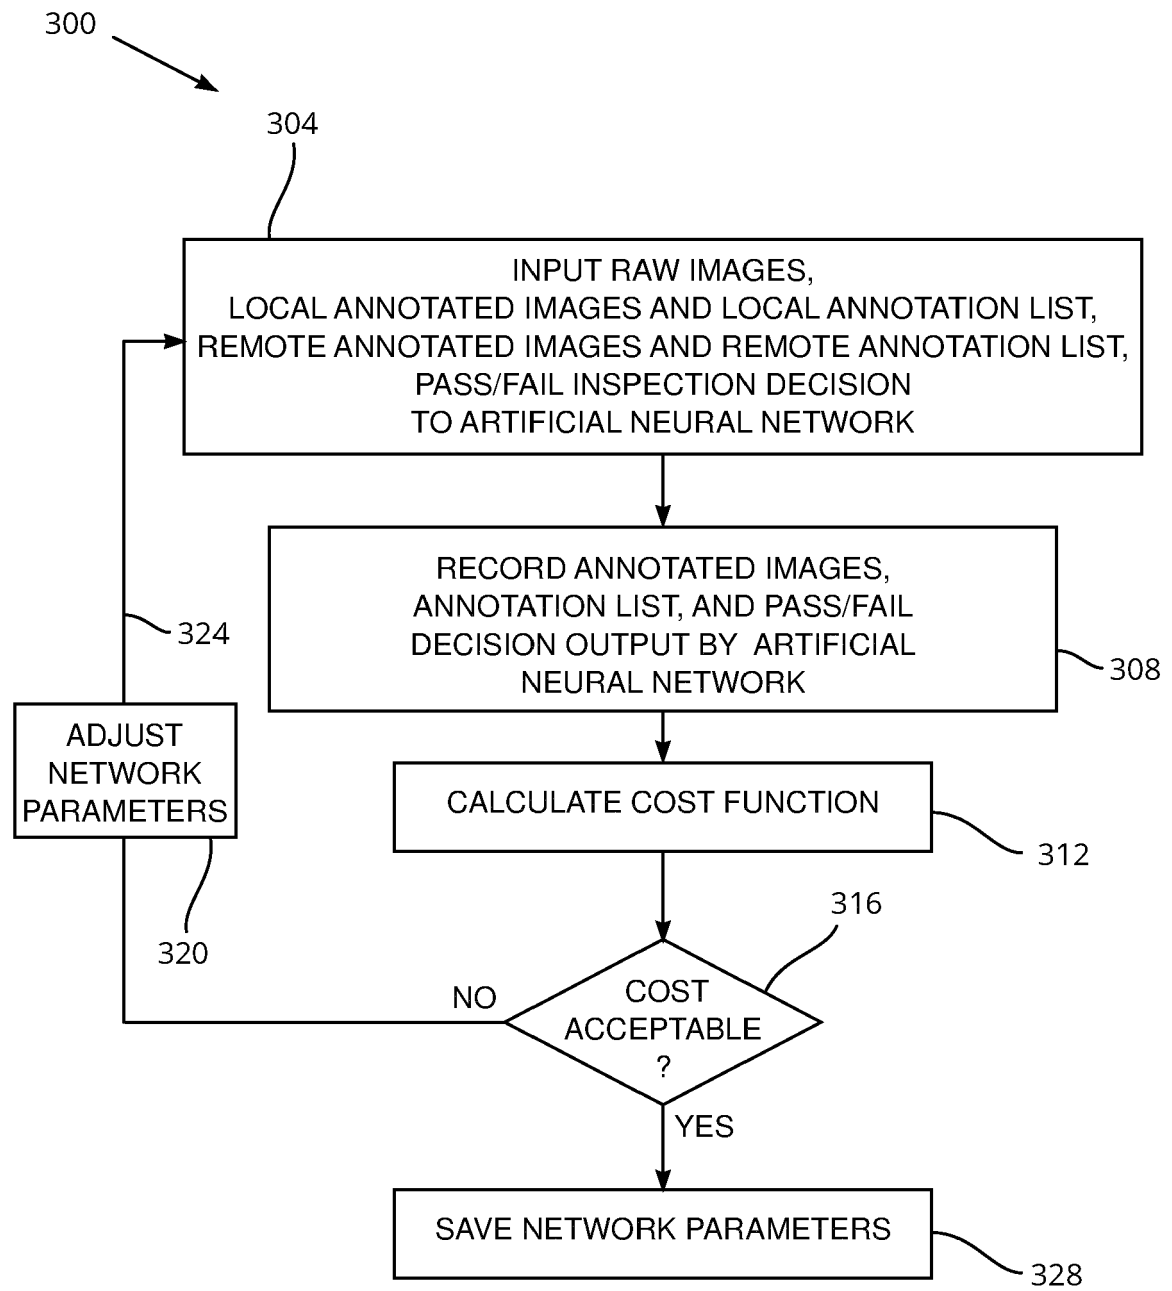 300
304
INPUT RAW IMAGES,
LOCAL ANNOTATED IMAGES AND LOCAL ANNOTATION LIST,
REMOTE ANNOTATED IMAGES AND REMOTE ANNOTATION LIST,
PASS/FAIL INSPECTION DECISION
TO ARTIFICIAL NEURAL NETWORK
RECORD ANNOTATED IMAGES,
ANNOTATION LIST, AND PASS/FAIL
DECISION OUTPUT BY ARTIFICIAL
NEURAL NETWORK
308
324
ADJUST
NETWORK
PARAMETERS
320
CALCULATE COST FUNCTION
312
316
COST
ACCEPTABLE
?
NO
YES
SAVE NETWORK PARAMETERS
328